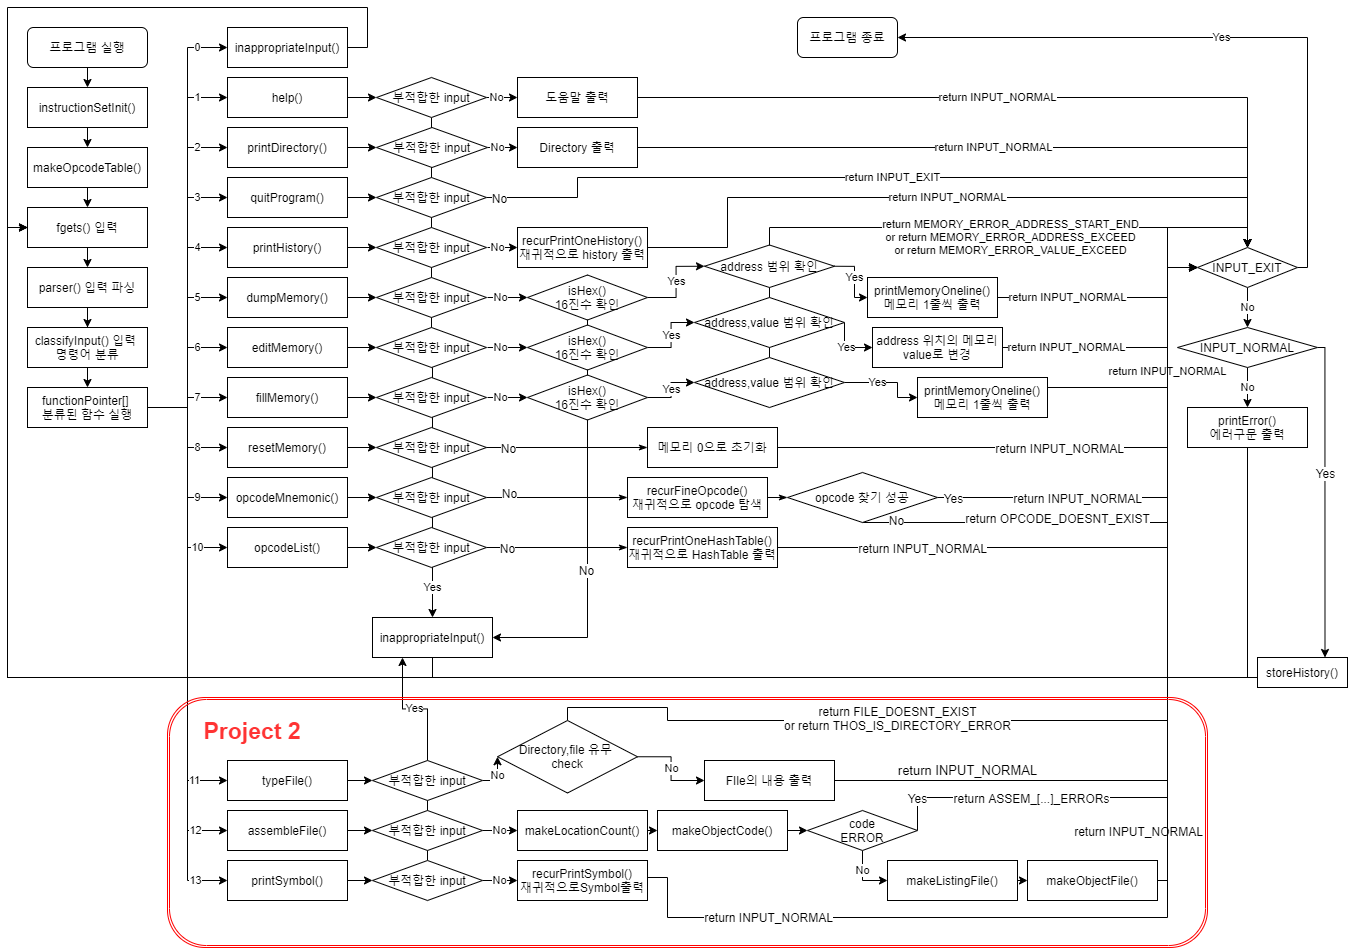 프로그램 실행
instructionSetInit()
makeOpcodeTable()
fgets() 입력
parser() 입력 파싱
classifyInput() 입력
명령어 분류
functionPointer[]
분류된 함수 실행
0
inappropriateInput()
프로그램 종료
Yes
1
help()
부적합한 input
No
도움말 출력
return INPUT_NORMAL
2
printDirectory()
부적합한 input
No
Directory 출력
return INPUT_NORMAL
3
quitProgram()
부적합한 input
No
return INPUT_EXIT
4
printHistory()
부적합한 input
No
recurPrintOneHistory()
재귀적으로 history 출력
return INPUT_NORMAL
return MEMORY_ERROR_ADDRESS_START_END
or return MEMORY_ERROR_ADDRESS_EXCEED
or return MEMORY_ERROR_VALUE_EXCEED
5
dumpMemory()
부적합한 input
No
isHex()
16진수 확인
Yes
address 범위 확인
Yes
printMemoryOneline()
메모리 1줄씩 출력
return INPUT_NORMAL
6
editMemory()
부적합한 input
No
isHex()
16진수 확인
Yes
address,value 범위 확인
Yes
address 위치의 메모리
value로 변경
return INPUT_NORMAL
7
fillMemory()
부적합한 input
No
isHex()
16진수 확인
Yes
address,value 범위 확인
Yes
printMemoryOneline()
메모리 1줄씩 출력
return INPUT_NORMAL
8
resetMemory()
부적합한 input
No
메모리 0으로 초기화
return INPUT_NORMAL
9
opcodeMnemonic()
부적합한 input
No
recurFineOpcode()
재귀적으로 opcode 탐색
opcode 찾기 성공
Yes
return INPUT_NORMAL
No
return OPCODE_DOESNT_EXIST
10
opcodeList()
부적합한 input
No
recurPrintOneHashTable()
재귀적으로 HashTable 출력
return INPUT_NORMAL
Yes
No
inappropriateInput()
INPUT_EXIT
No
INPUT_NORMAL
No
printError()
에러구문 출력
Yes
storeHistory()
Project 2
Yes
return FILE_DOESNT_EXIST
or return THOS_IS_DIRECTORY_ERROR
11
typeFile()
부적합한 input
No
Directory,file 유무
check
No
FIle의 내용 출력
return INPUT_NORMAL
12
assembleFile()
부적합한 input
No
makeLocationCount()
makeObjectCode()
code
ERROR
Yes
return ASSEM_[...]_ERRORs
return INPUT_NORMAL
No
makeListingFile()
makeObjectFile()
13
printSymbol()
부적합한 input
No
recurPrintSymbol()
재귀적으로Symbol출력
return INPUT_NORMAL